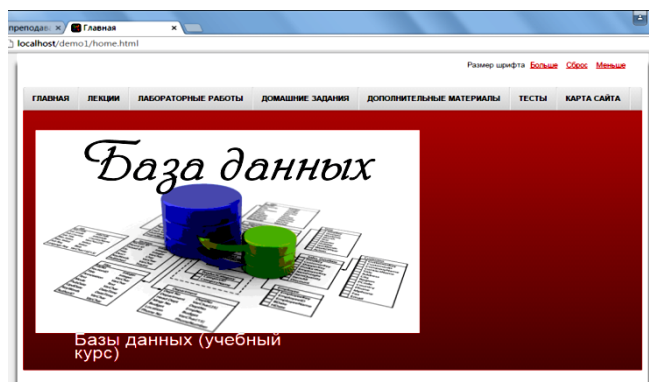 препода Главная
localhost/demo1/home.html
Размер шрифта Больше Сброс Меньше
ГЛАВНАЯ ЛЕКЦИИ ЛАБОРАТОРНЫЕ РАБОТЫ ДОМАШНИЕ ЗАДАНИЯ ДОПОЛНИТЕЛЬНЫЕ МАТЕРИАЛЫ ТЕСТЫ КАРТА САЙТА
База данных
Базы данных (учебный
курс)